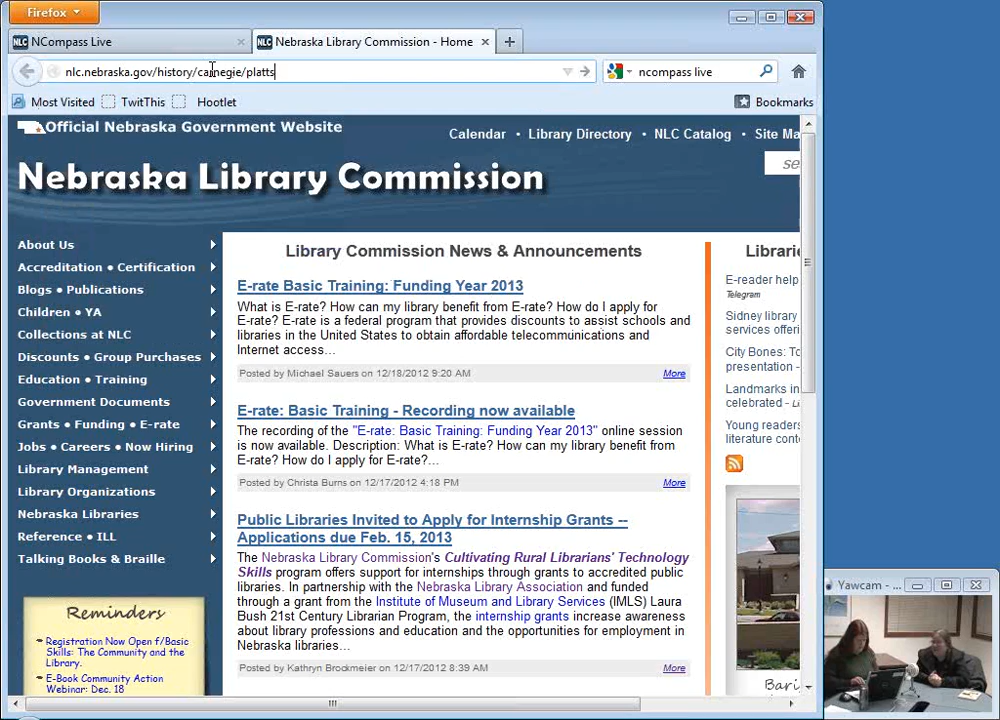 Firefox
NCompass Live
Nebraska Library Commission - Home
nlc.nebraska.gov/history/carnegie/platts
ncompass live
Most Visited
TwitThis
Hootlet
Bookmarks
Official Nebraska Government Website
Calendar • Library Directory • NLC Catalog • Site Ma
se
Nebraska Library Commission
About Us
Accreditation • Certification
Blogs • Publications
Children • YA
Collections at NLC
Discounts • Group Purchases
Education • Training
Government Documents
Grants • Funding • E-rate
Jobs • Careers • Now Hiring
Library Management
Library Organizations
Nebraska Libraries
Reference • ILL
Talking Books & Braille
Reminders
Registration Now Open f/Basic
Skills: The Community and the
Library.
E-Book Community Action
Webinar: Dec. 18
Library Commission News & Announcements
E-rate Basic Training: Funding Year 2013
What is E-rate? How can my library benefit from E-rate? How do I apply for
E-rate? E-rate is a federal program that provides discounts to assist schools and
libraries in the United States to obtain affordable telecommunications and
Internet access...
Posted by Michael Sauers on 12/18/2012 9:20 AM
More
E-rate: Basic Training - Recording now available
The recording of the "E-rate: Basic Training: Funding Year 2013" online session
is now available. Description: What is E-rate? How can my library benefit from
E-rate? How do I apply for E-rate?...
Posted by Christa Burns on 12/17/2012 4:18 PM
More
Public Libraries Invited to Apply for Internship Grants --
Applications due Feb. 15, 2013
The Nebraska Library Commission's Cultivating Rural Librarians' Technology
Skills program offers support for internships through grants to accredited public
libraries. In partnership with the Nebraska Library Association and funded
through a grant from the Institute of Museum and Library Services (IMLS) Laura
Bush 21st Century Librarian Program, the internship grants increase awareness
about library professions and education and the opportunities for employment in
Nebraska libraries...
Posted by Kathryn Brockmeier on 12/17/2012 8:39 AM
More
Librarie
E-reader help
Telegram
Sidney library
services offeri
City Bones: To
presentation -
Landmarks in
celebrated - Li
Young readers
literature cont
Bari
Yawcam - ...